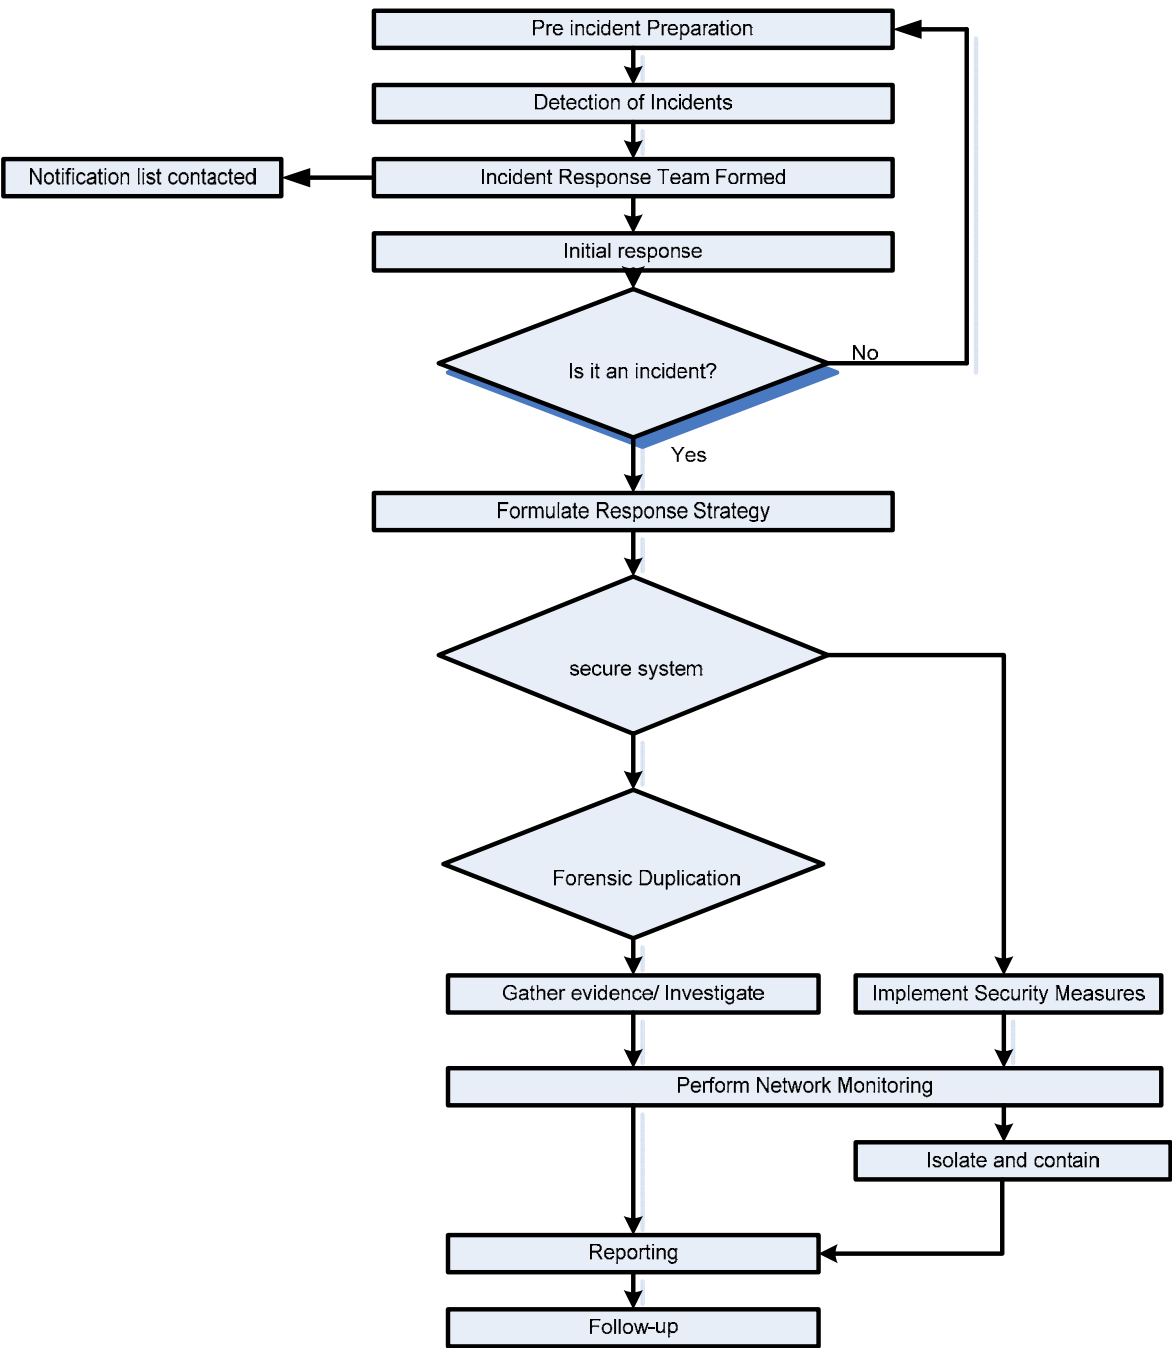 Pre incident Preparation
Detection of Incidents
Notification list contacted
Incident Response Team Formed
Initial response
Is it an incident?
No
Yes
Formulate Response Strategy
secure system
Forensic Duplication
Gather evidence/ Investigate
Implement Security Measures
Perform Network Monitoring
Isolate and contain
Reporting
Follow-up